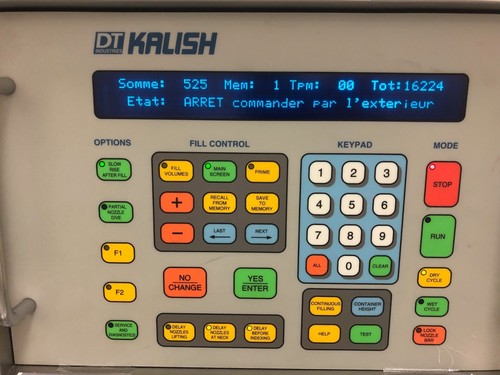 DT INDUSTRIES KALISH
Somme: 525 Mem: 1 Tpm: 00 Tot:16224
Etat: ARRET commander par l'exterieur
OPTIONS
FILL CONTROL
KEYPAD
MODE
SLOW RISE AFTER FILL
FILL VOLUMES
MAIN SCREEN
PRIME
1 2 3
STOP
PARTIAL NOZZLE DIVE
+
RECALL FROM MEMORY
SAVE TO MEMORY
4 5 6
RUN
F1
−
LAST
NEXT
7 8 9
ALL 0 CLEAR
DRY CYCLE
F2
NO CHANGE
YES ENTER
CONTINUOUS FILLING
CONTAINER HEIGHT
WET CYCLE
SERVICE AND DIAGNOSTICS
DELAY NOZZLES LIFTING
DELAY NOZZLES AT NECK
DELAY BEFORE INDEXING
HELP
TEST
LOCK NOZZLE BAR